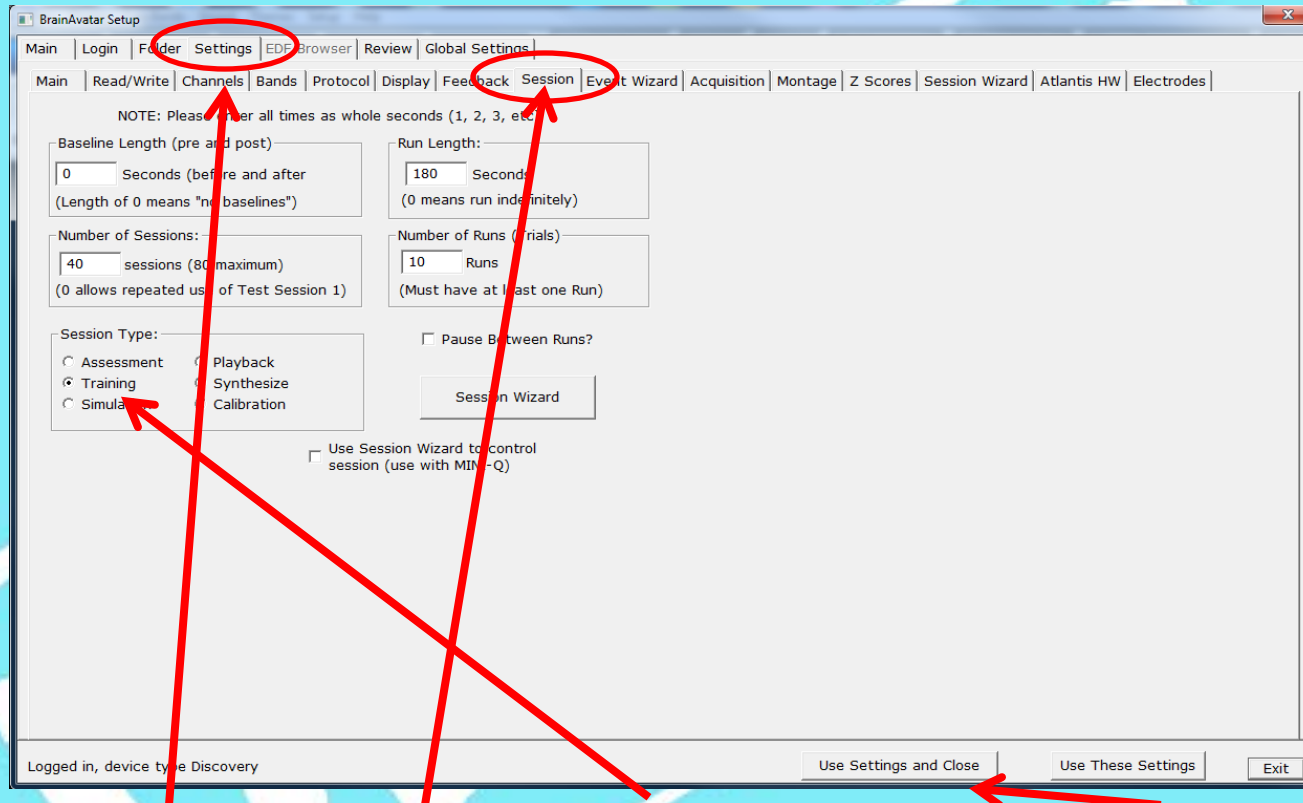 BrainAvatar Setup
Main Login Folder Settings EDF Browser Review Global Settings
Main Read/Write Channels Bands Protocol Display Feedback Session Event Wizard Acquisition Montage Z Scores Session Wizard Atlantis HW Electrodes
NOTE: Please enter all times as whole seconds (1, 2, 3, etc
Baseline Length (pre and post) Run Length:
0 Seconds (before and after 180 Seconds
(Length of 0 means "no baselines") (0 means run indefinitely)
Number of Sessions: Number of Runs (Trials)
40 sessions (80 maximum) 10 Runs
(0 allows repeated use of Test Session 1) (Must have at least one Run)
Session Type: Pause Between Runs?
Assessment Playback
Training Synthesize
Simulation Calibration
Session Wizard
Use Session Wizard to control
session (use with MINI-Q)
Logged in, device type Discovery Use Settings and Close Use These Settings Exit